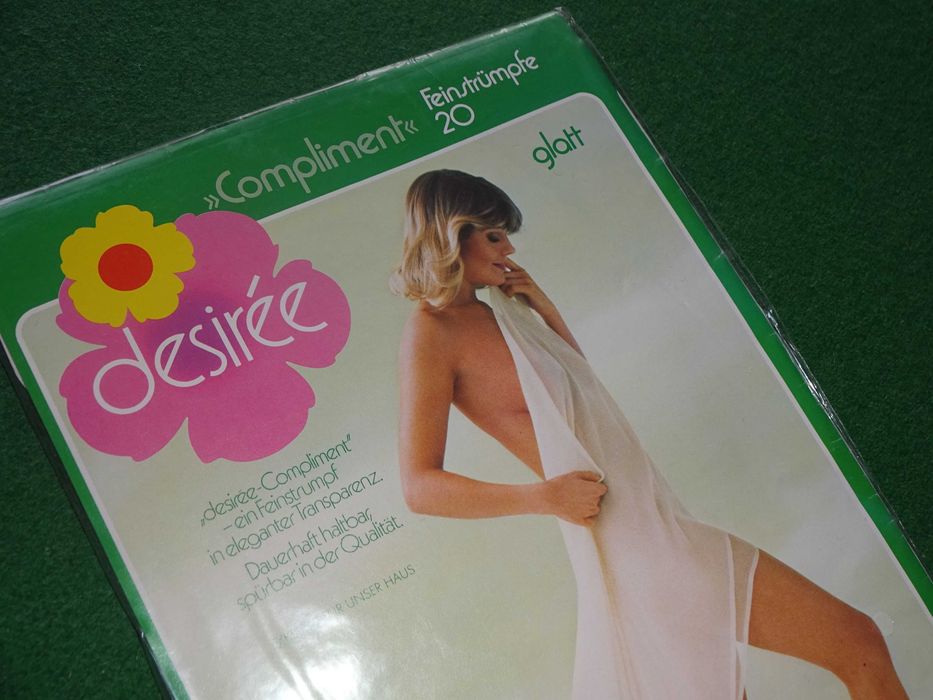 »Compliment« Feinstrümpfe
20
glatt
desirée
„desirée-Compliment“
– ein Feinstrumpf
in eleganter Transparenz.
Dauerhaft haltbar,
spürbar in der Qualität.
UNSER HAUS